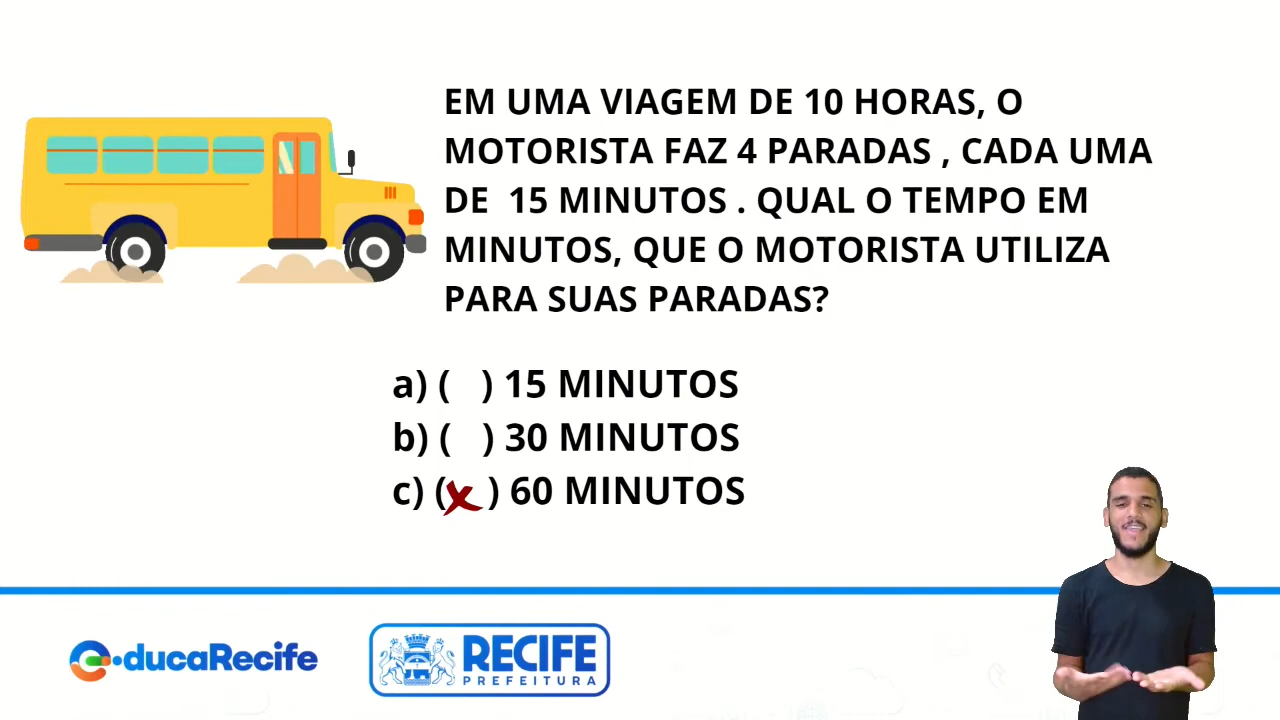 EM UMA VIAGEM DE 10 HORAS, O
MOTORISTA FAZ 4 PARADAS , CADA UMA
DE  15 MINUTOS . QUAL O TEMPO EM
MINUTOS, QUE O MOTORISTA UTILIZA
PARA SUAS PARADAS?
a) (   ) 15 MINUTOS
b) (   ) 30 MINUTOS
c) (x) 60 MINUTOS
ducaRecife
RECIFE
PREFEITURA